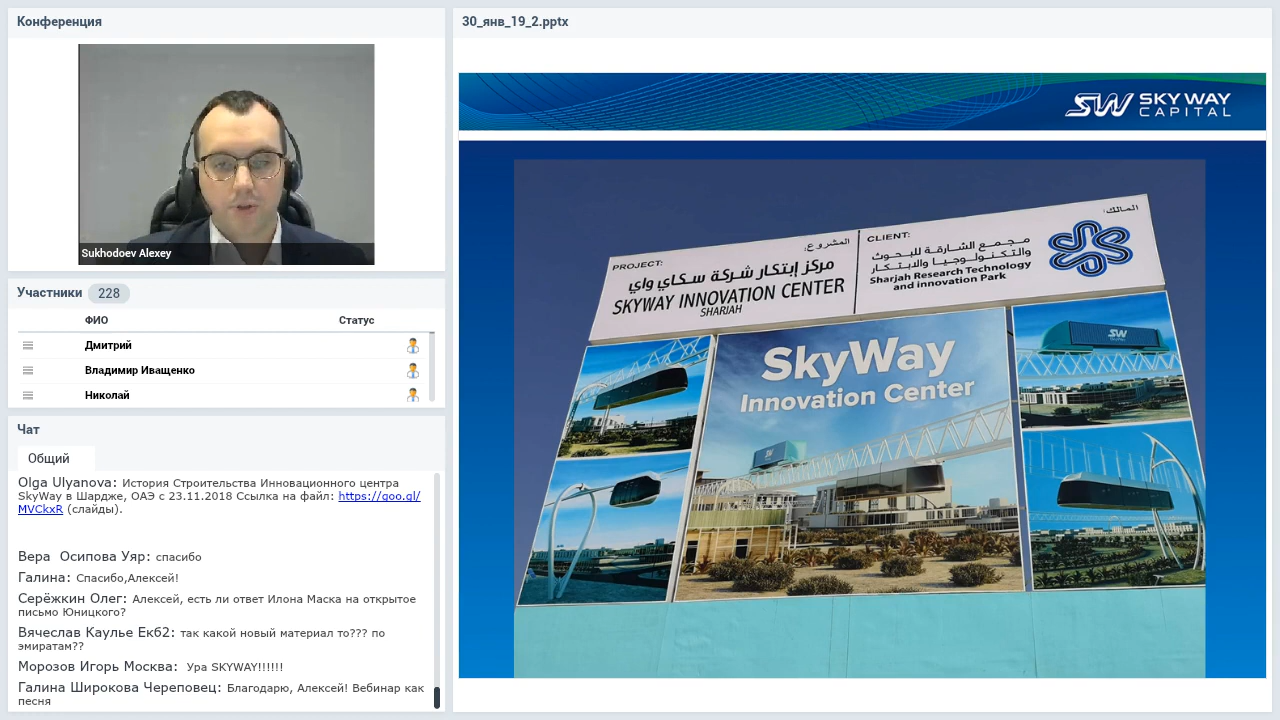 Конференция
Sukhodoev Alexey
Участники 228
ФИО Статус
Дмитрий
Владимир Иващенко
Николай
Чат
Общий
Olga Ulyanova: История Строительства Инновационного центра
SkyWay в Шардже, ОАЭ с 23.11.2018 Ссылка на файл: https://goo.gl/
MVCkxR (слайды).
Вера Осипова Уяр: спасибо
Галина: Спасибо,Алексей!
Серёжкин Олег: Алексей, есть ли ответ Илона Маска на открытое
письмо Юницкого?
Вячеслав Каулье Екб2: так какой новый материал то??? по
эмиратам??
Морозов Игорь Москва: Ура SKYWAY!!!!!!
Галина Широкова Череповец: Благодарю, Алексей! Вебинар как
песня
30_янв_19_2.pptx
SW SKY WAY
CAPITAL
PROJECT: المشروع:
مركز إبتكار شركة سكاي واي
SKYWAY INNOVATION CENTER
SHARJAH
CLIENT: المالك:
مجمع الشارقة للبحوث
والتكنولوجيا والابتكار
Sharjah Research Technology
and innovation Park
SkyWay
Innovation Center
SW